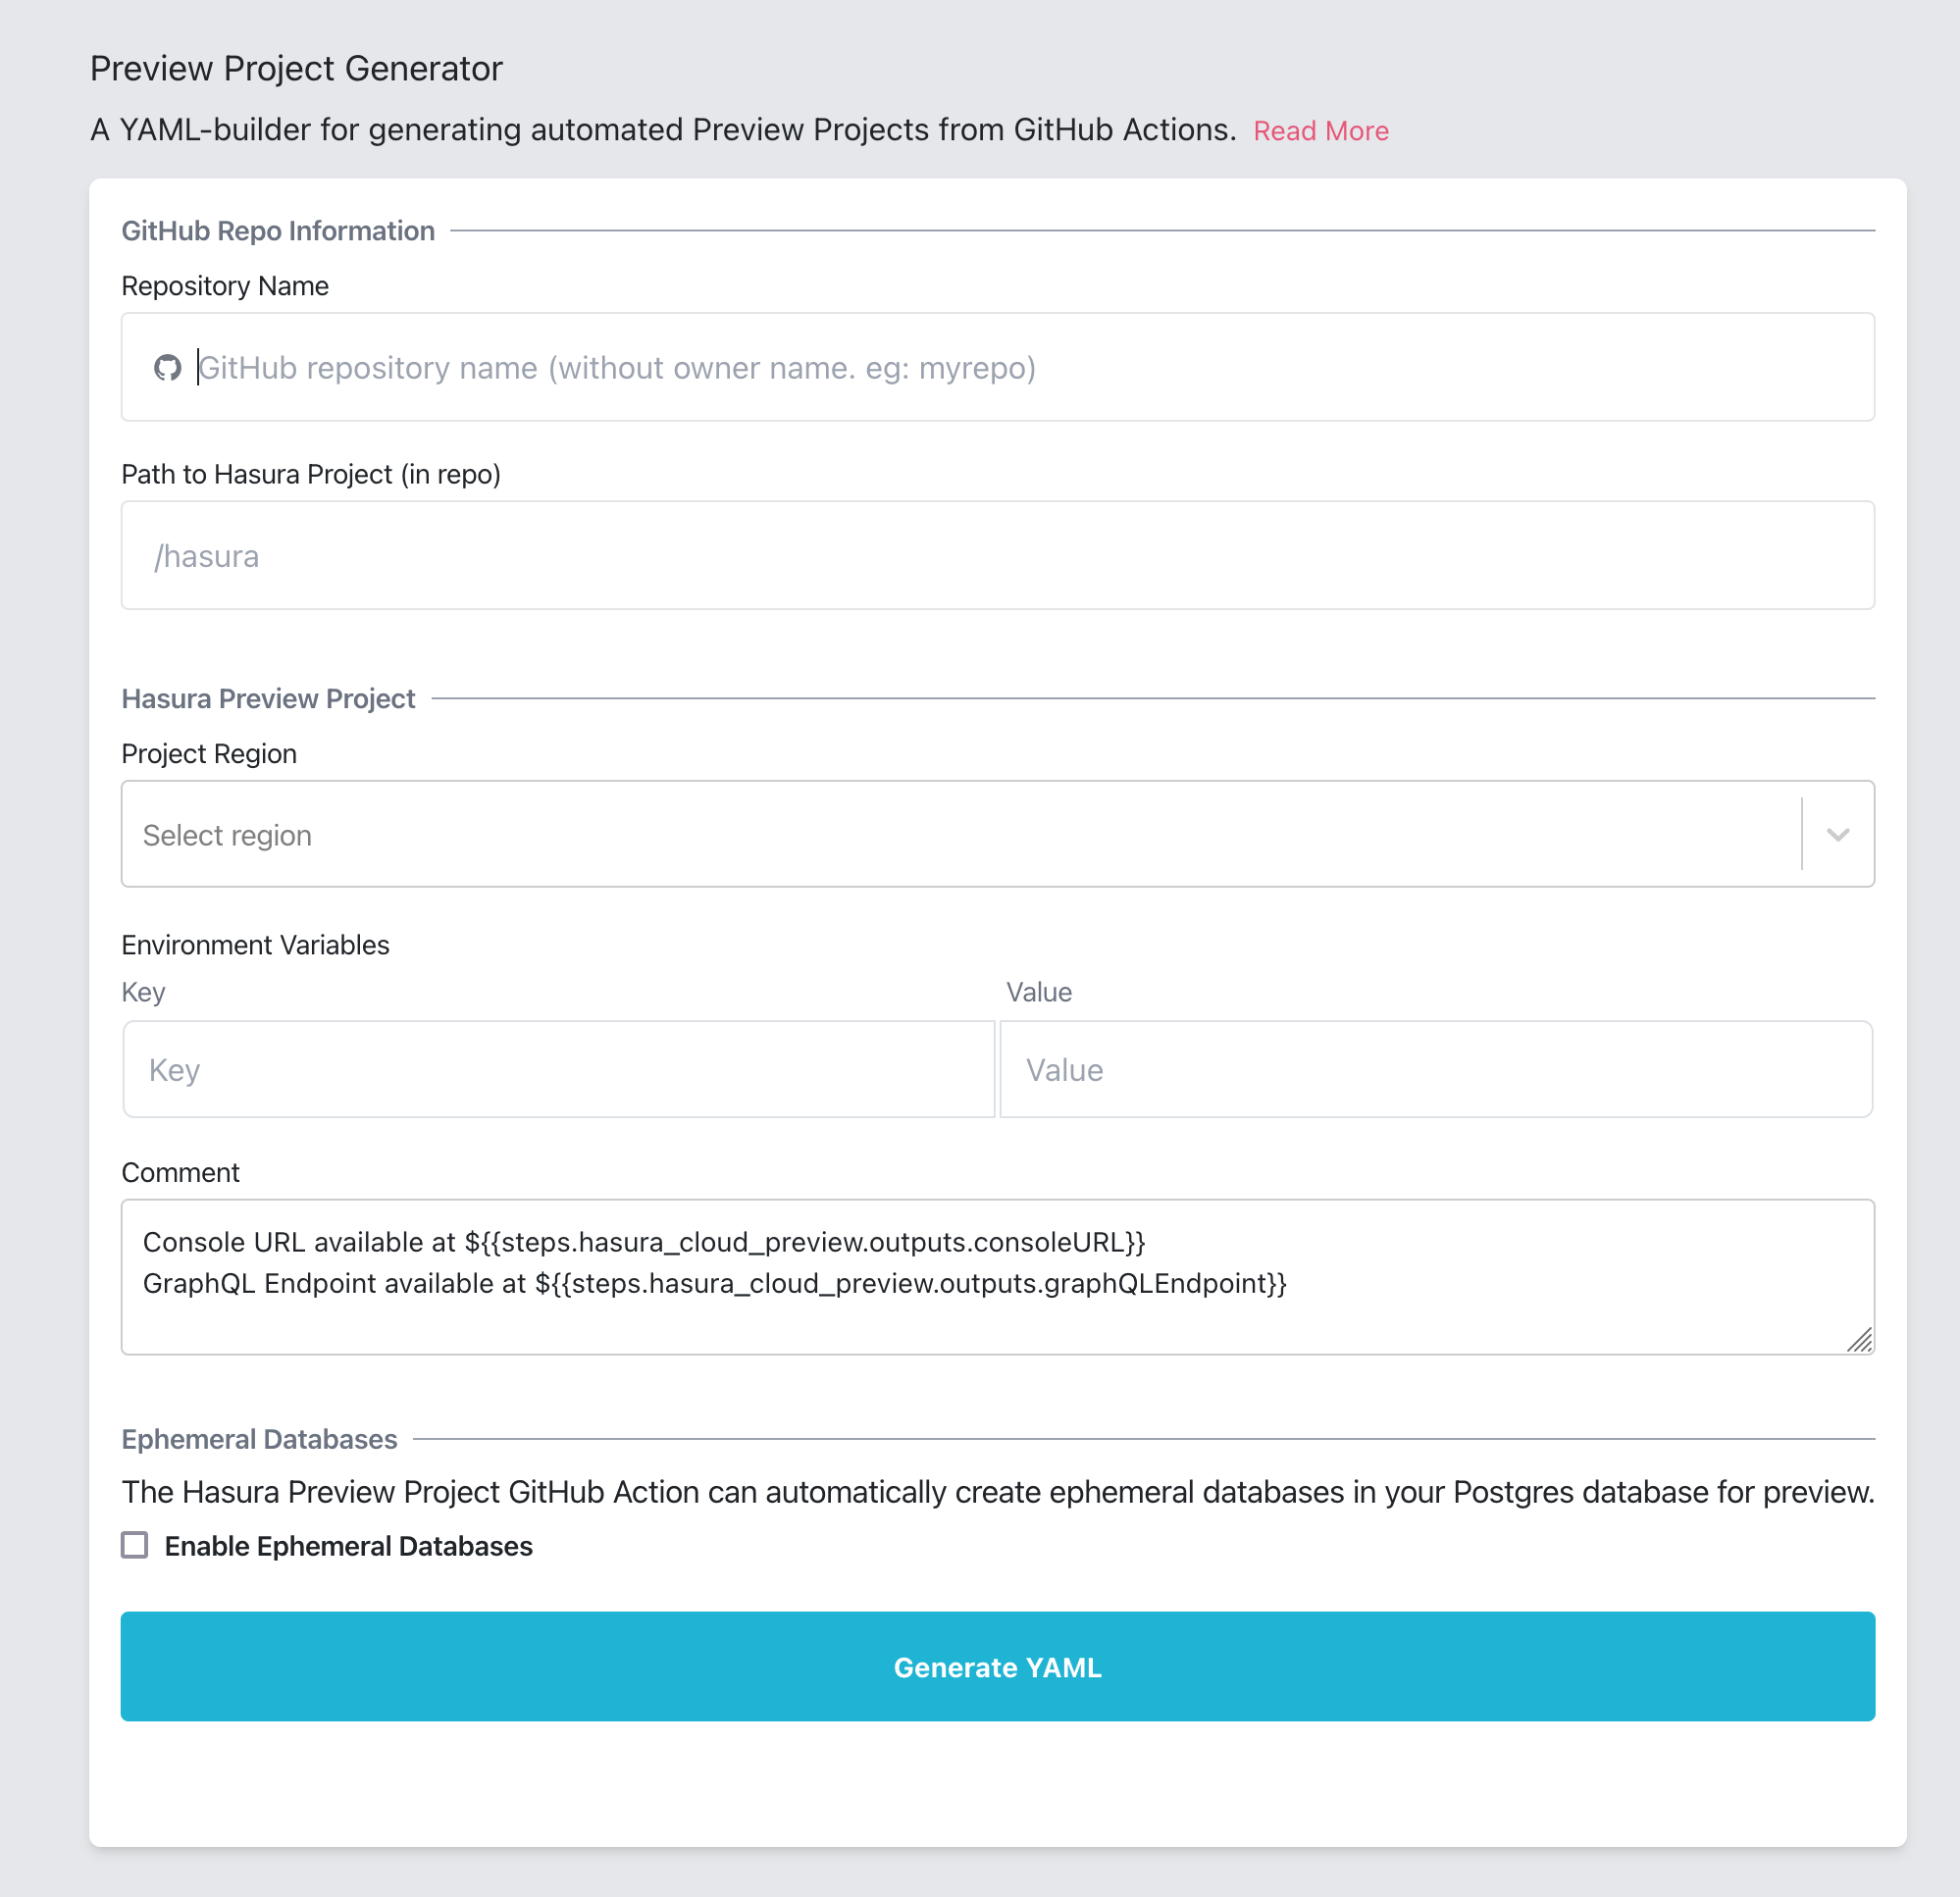 Preview Project Generator
A YAML-builder for generating automated Preview Projects from GitHub Actions. Read More
GitHub Repo Information
Repository Name
GitHub repository name (without owner name. eg: myrepo)
Path to Hasura Project (in repo)
/hasura
Hasura Preview Project
Project Region
Select region
Environment Variables
Key Value
Key Value
Comment
Console URL available at ${{steps.hasura_cloud_preview.outputs.consoleURL}}
GraphQL Endpoint available at ${{steps.hasura_cloud_preview.outputs.graphQLEndpoint}}
Ephemeral Databases
The Hasura Preview Project GitHub Action can automatically create ephemeral databases in your Postgres database for preview.
Enable Ephemeral Databases
Generate YAML